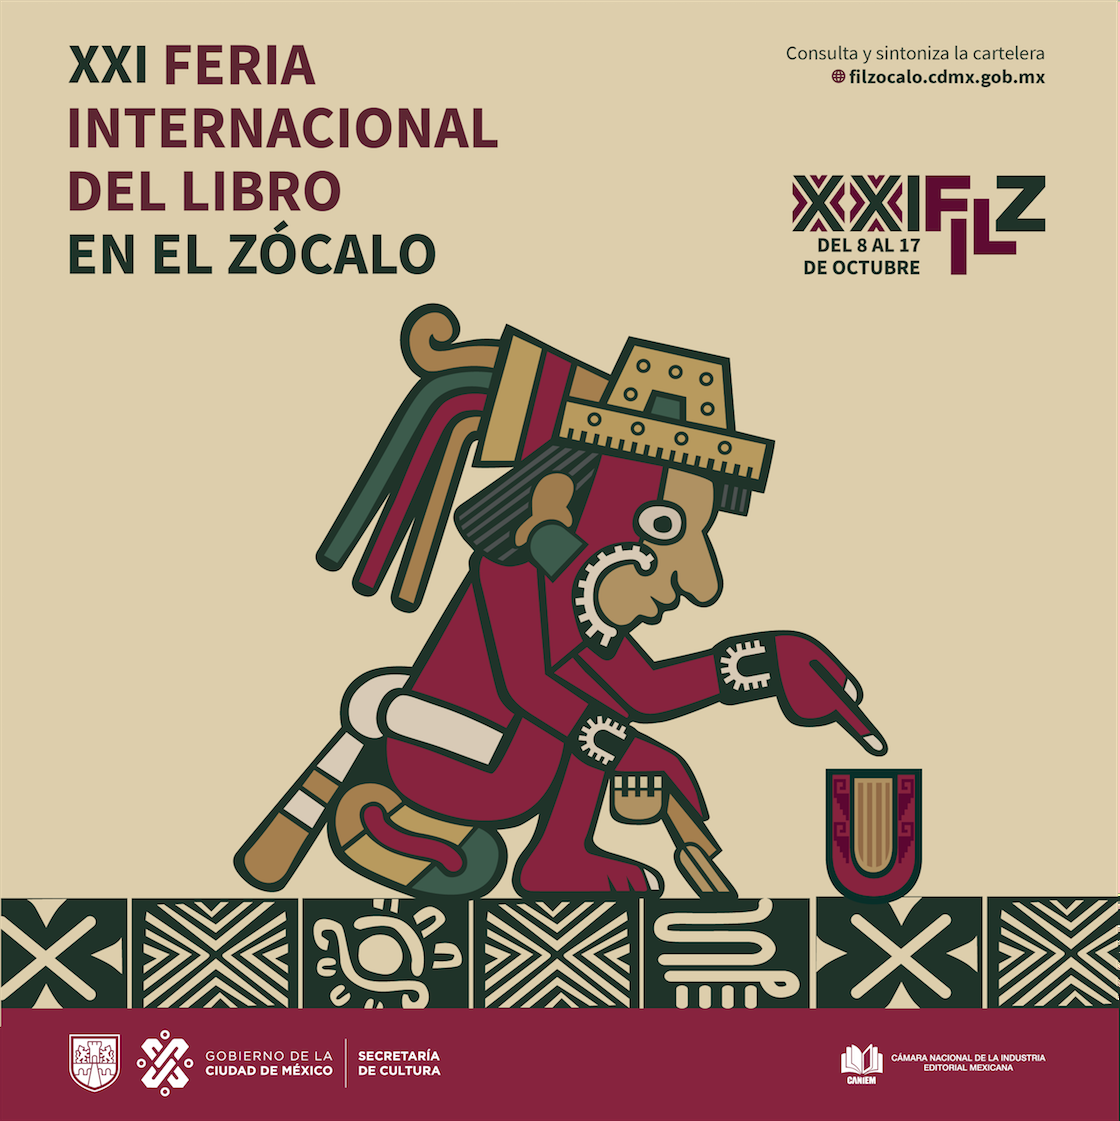 XXI FERIA
INTERNACIONAL
DEL LIBRO
EN EL ZÓCALO
Consulta y sintoniza la cartelera
filzocalo.cdmx.gob.mx
XXI FILZ
DEL 8 AL 17
DE OCTUBRE
GOBIERNO DE LA
CIUDAD DE MÉXICO
SECRETARÍA
DE CULTURA
CANIEM
CÁMARA NACIONAL DE LA INDUSTRIA
EDITORIAL MEXICANA